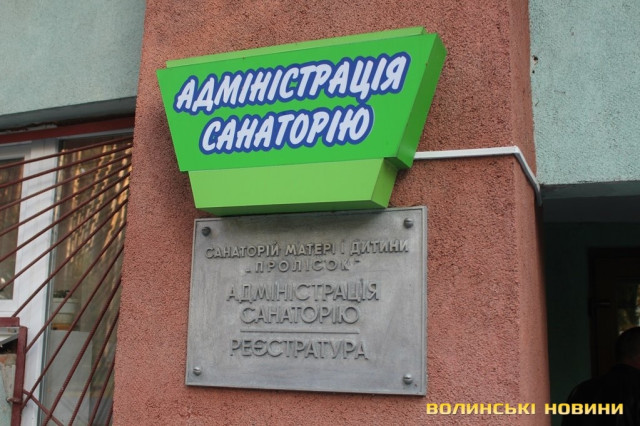 АДМІНІСТРАЦІЯ
САНАТОРІЮ
САНАТОРІЙ МАТЕРІ І ДИТИНИ
„ПРОЛІСОК"
АДМІНІСТРАЦІЯ
САНАТОРІЮ
РЕЄСТРАТУРА
ВОЛИНСЬКІ НОВИНИ